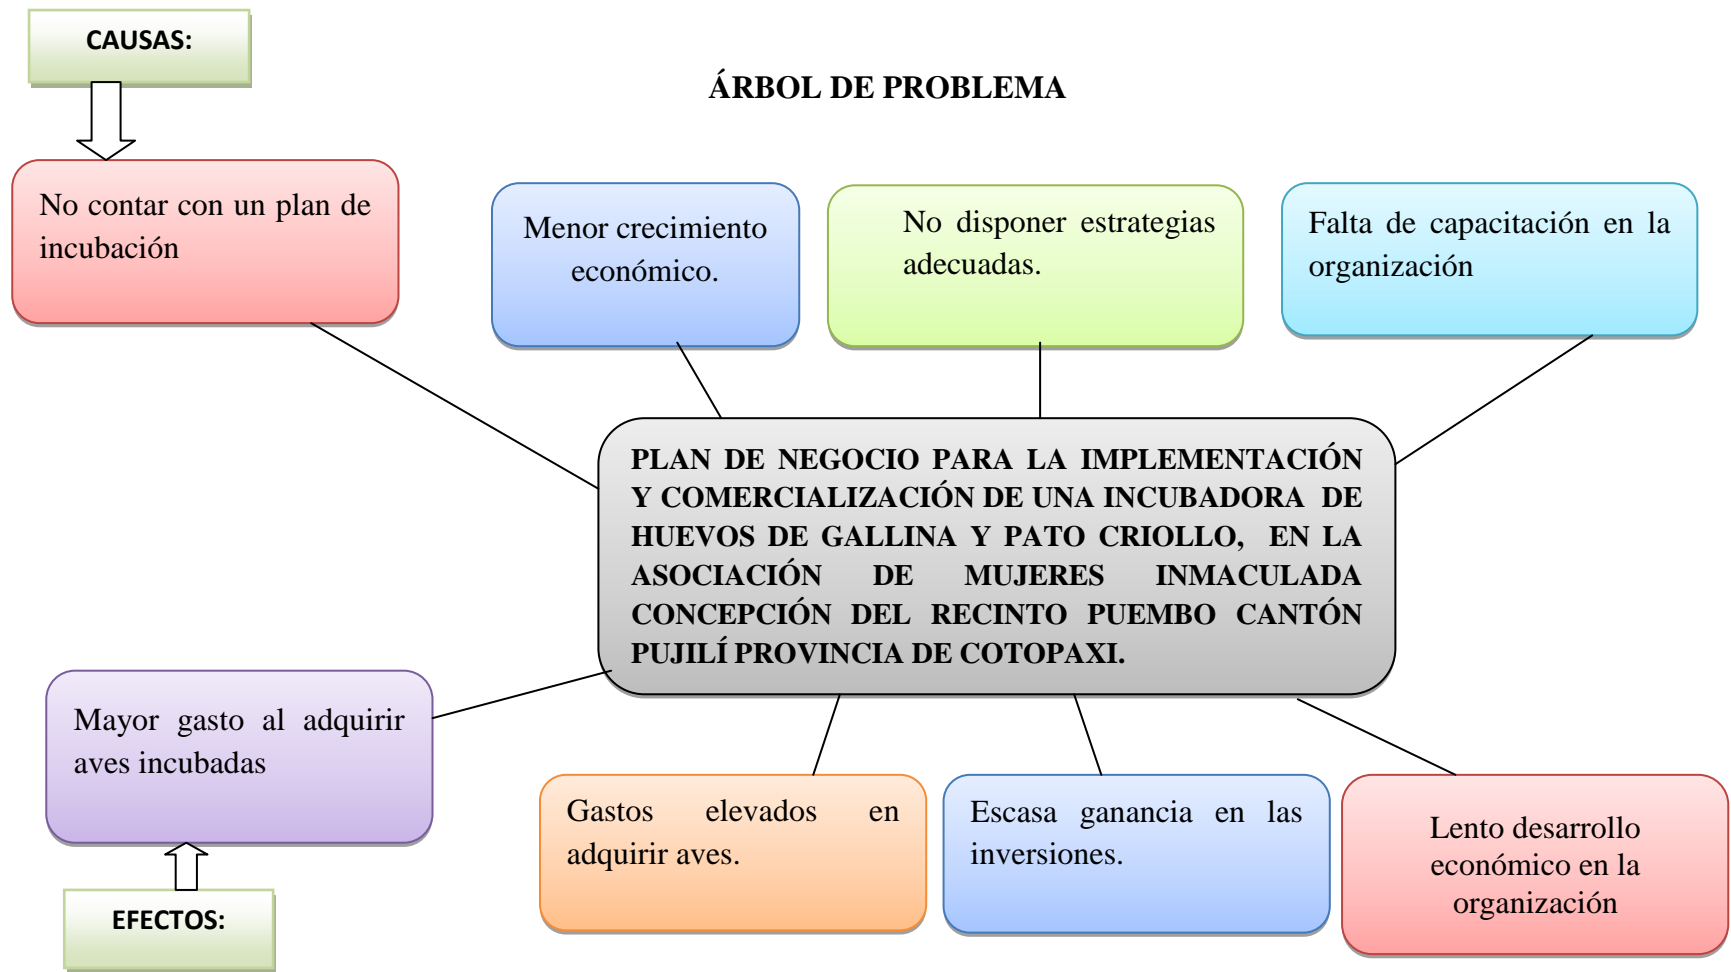 CAUSAS:
ÁRBOL DE PROBLEMA
No contar con un plan de
incubación
Menor crecimiento
económico.
No disponer estrategias
adecuadas.
Falta de capacitación en la
organización
PLAN DE NEGOCIO PARA LA IMPLEMENTACIÓN
Y COMERCIALIZACIÓN DE UNA INCUBADORA DE
HUEVOS DE GALLINA Y PATO CRIOLLO, EN LA
ASOCIACIÓN DE MUJERES INMACULADA
CONCEPCIÓN DEL RECINTO PUEMBO CANTÓN
PUJILÍ PROVINCIA DE COTOPAXI.
Mayor gasto al adquirir
aves incubadas
Gastos elevados en
adquirir aves.
Escasa ganancia en las
inversiones.
Lento desarrollo
económico en la
organización
EFECTOS: